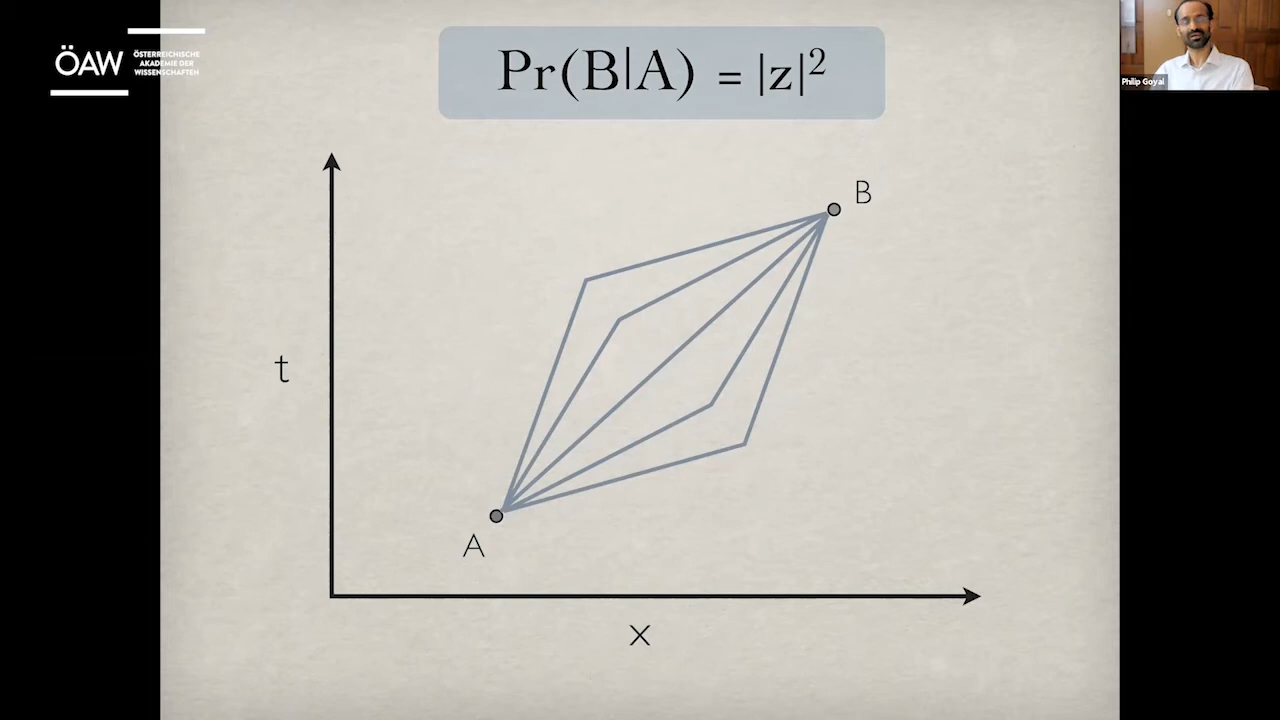 ÖAW
ÖSTERREICHISCHE
AKADEMIE DER
WISSENSCHAFTEN
Pr(B|A) = |z|²
Philip Goyal
B
t
A
x